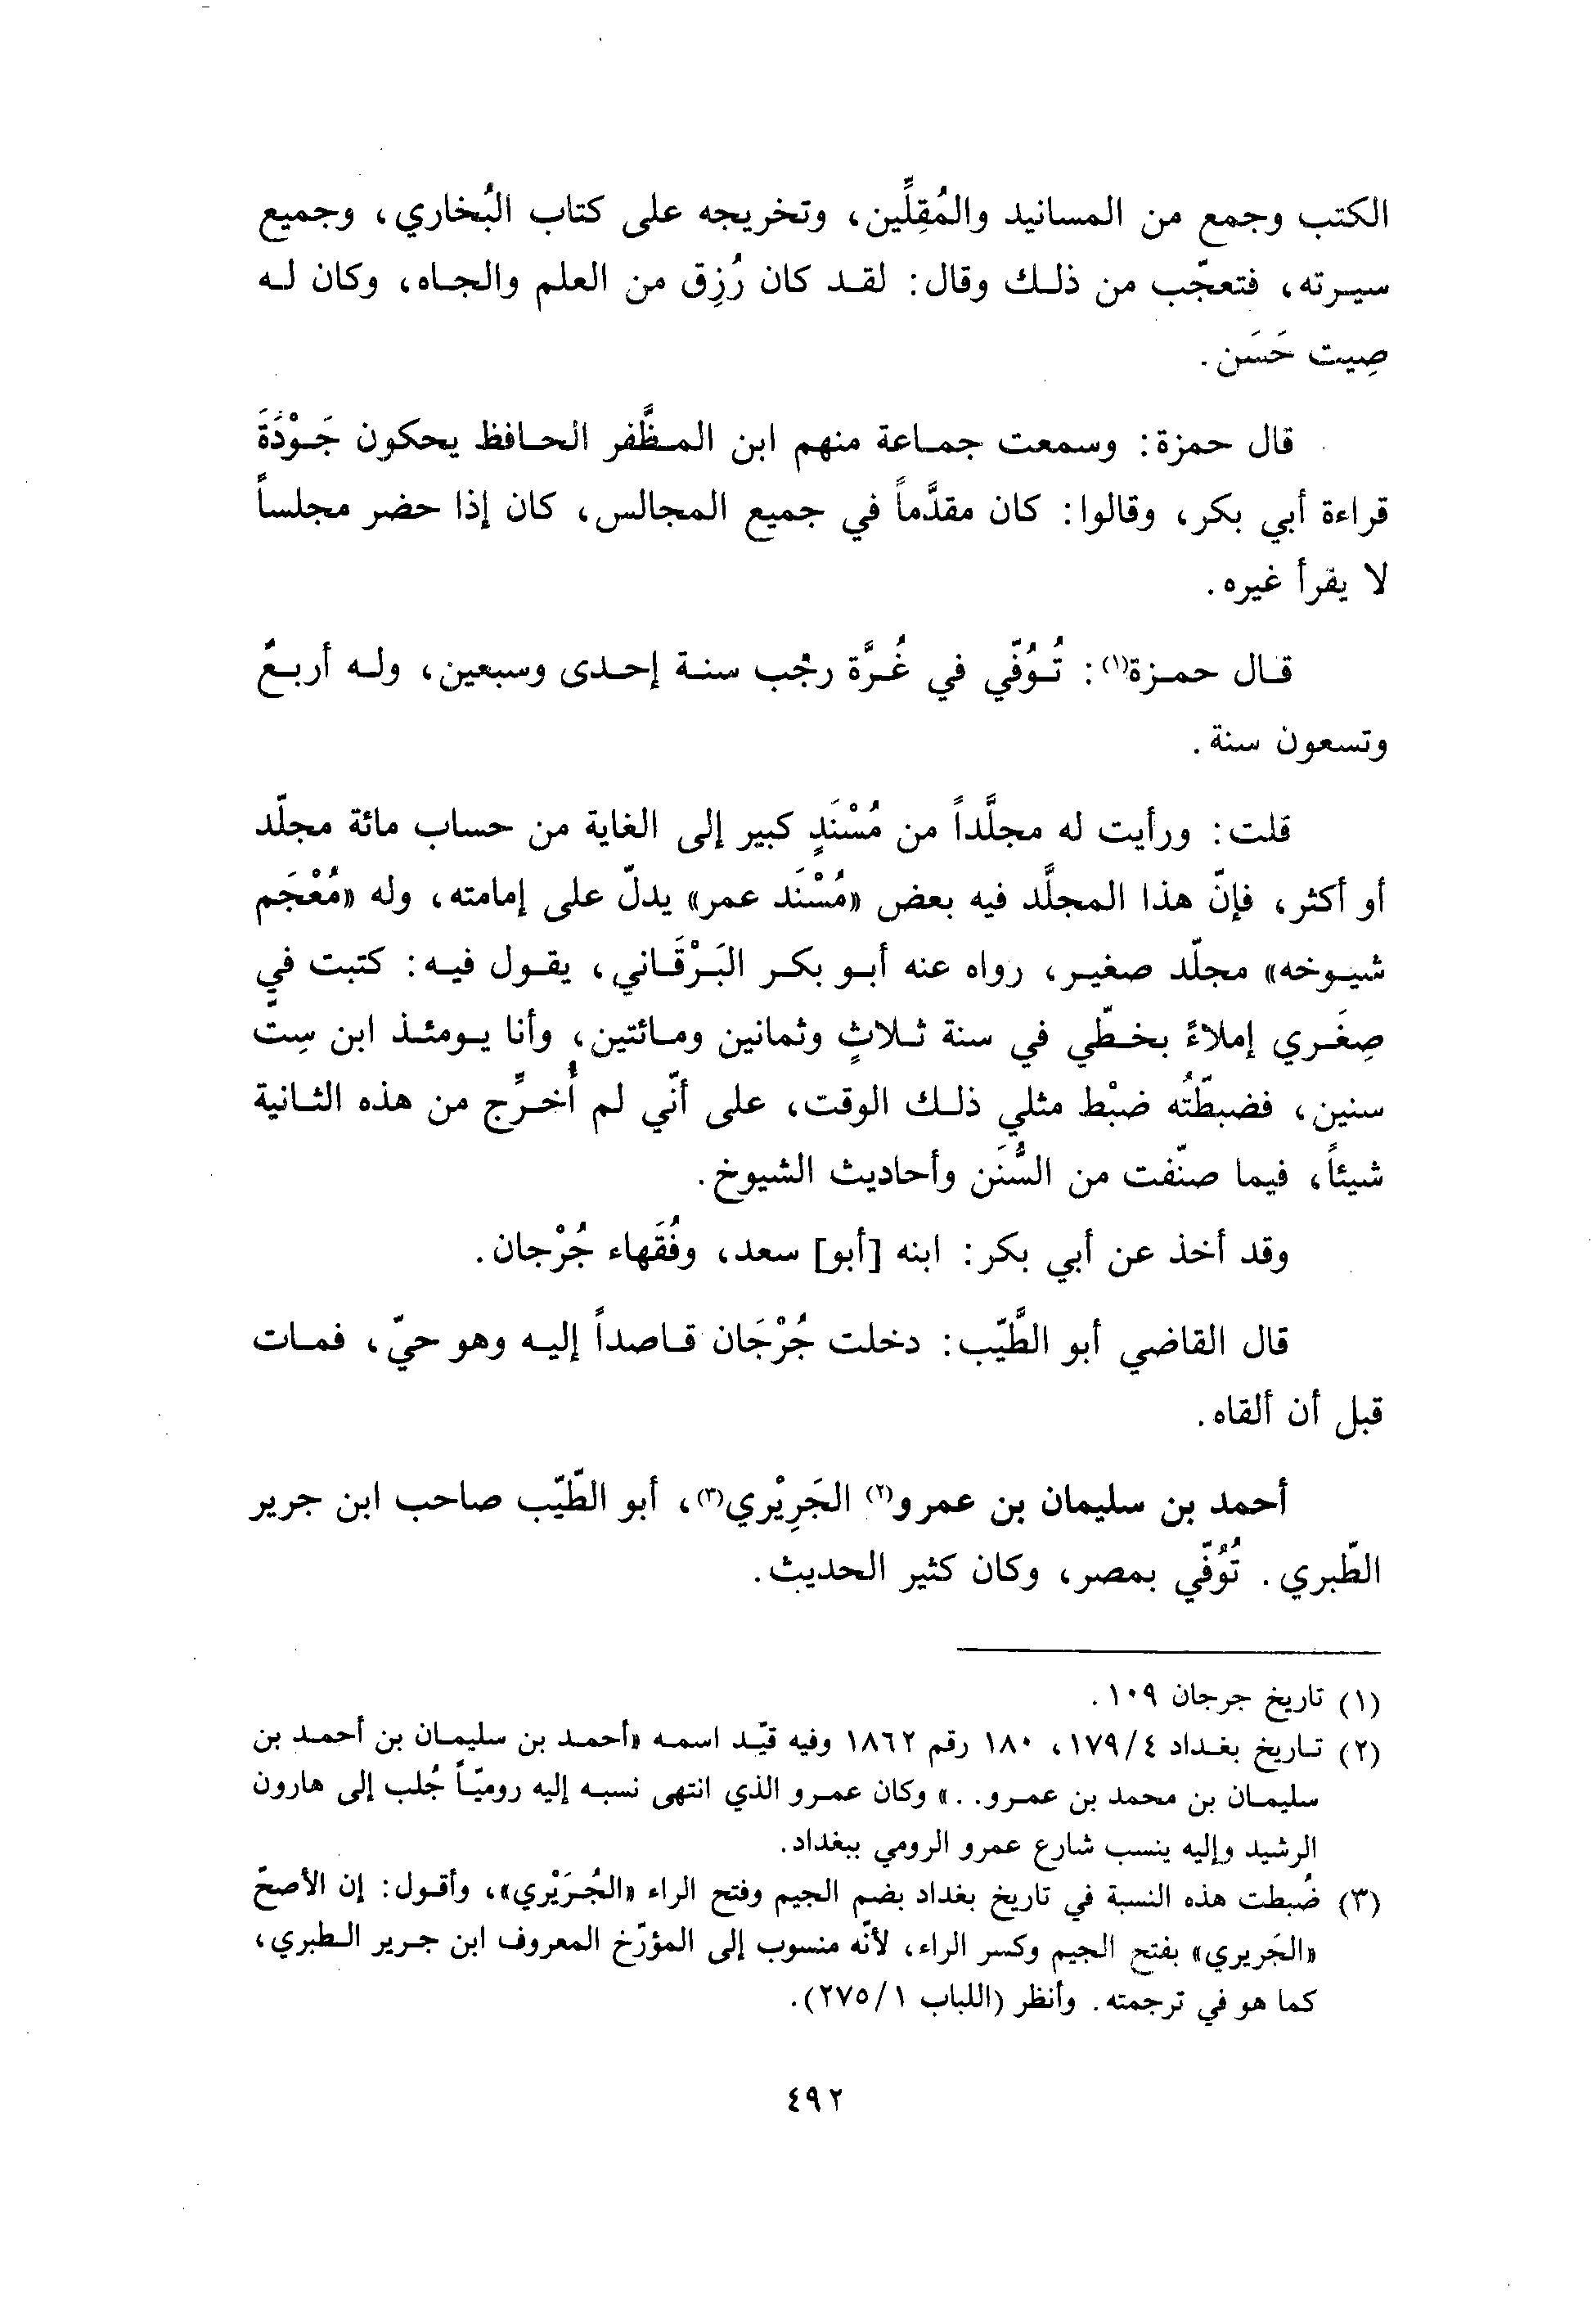 الكتب وجمع من المسانيد والمُقِلِّين، وتخريجه على كتاب البُخاري، وجميع
سيرته، فتعجّب من ذلك وقال: لقد كان رُزِق من العلم والجاه، وكان له
صِيت حَسَن.
قال حمزة: وسمعت جماعة منهم ابن المظَّفر الحافظ يحكون جَوْدَةَ
قراءة أبي بكر، وقالوا: كان مقدَّماً في جميع المجالس، كان إذا حضر مجلساً
لا يقرأ غيره.
قال حمزة(١): تُوُفّي في غُرَّة رجُب سنة إحدى وسبعين، وله أربعُ
وتسعون سنة.
قلت: ورأيت له مجلَّداً من مُسْنَدٍ كبير إلى الغاية من حساب مائة مجلّد
أو أكثر، فإنّ هذا المجلَّد فيه بعض «مُسْنَد عمر» يدلّ على إمامته، وله «مُعْجَم
شيوخه» مجلّد صغير، رواه عنه أبو بكر البَرْقَاني، يقول فيه: كتبت في
صِغَري إملاءً بخطّي في سنة ثلاثٍ وثمانين ومائتين، وأنا يومئذ ابن سِتّ
سنين، فضبطّتُه ضبْط مثلي ذلك الوقت، على أنّي لم أُخرِّج من هذه الثانية
شيئاً، فيما صنّفت من السُّنَن وأحاديث الشيوخ.
وقد أخذ عن أبي بكر: ابنه [أبو] سعد، وفُقَهاء جُرْجان.
قال القاضي أبو الطَّيّب: دخلت جُرْجَان قاصداً إليه وهو حيّ، فمات
قبل أن ألقاه.
أحمد بن سليمان بن عمرو(٢) الجَرِيْري(٣)، أبو الطّيّب صاحب ابن جرير
الطّبري. تُوُفّي بمصر، وكان كثير الحديث.
(١) تاريخ جرجان ١٠٩.
(٢) تاريخ بغداد ١٧٩/٤، ١٨٠ رقم ١٨٦٢ وفيه قيّد اسمه «أحمد بن سليمان بن أحمد بن
سليمان بن محمد بن عمرو..» وكان عمرو الذي انتهى نسبه إليه روميّاً جُلب إلى هارون
الرشيد وإليه ينسب شارع عمرو الرومي ببغداد.
(٣) ضُبطت هذه النسبة في تاريخ بغداد بضم الجيم وفتح الراء «الجُرَيْري»، وأقول: إن الأصحّ
«الجَريري» بفتح الجيم وكسر الراء، لأنّه منسوب إلى المؤرّخ المعروف ابن جرير الطبري،
كما هو في ترجمته. وأنظر (اللباب ٢٧٥/١).
٤٩٢